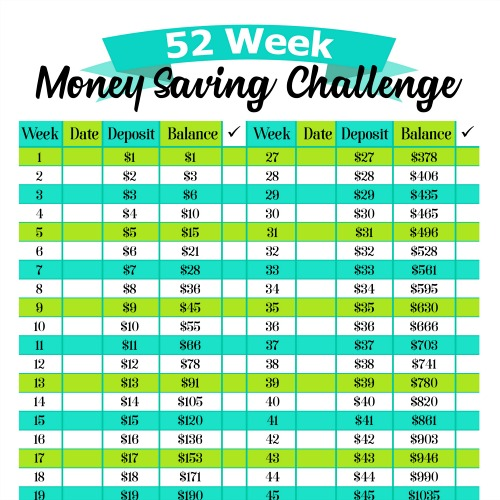 52 Week
Money Saving Challenge
Week Date Deposit Balance ✓ Week Date Deposit Balance ✓
1 $1 $1 27 $27 $378
2 $2 $3 28 $28 $406
3 $3 $6 29 $29 $435
4 $4 $10 30 $30 $465
5 $5 $15 31 $31 $496
6 $6 $21 32 $32 $528
7 $7 $28 33 $33 $561
8 $8 $36 34 $34 $595
9 $9 $45 35 $35 $630
10 $10 $55 36 $36 $666
11 $11 $66 37 $37 $703
12 $12 $78 38 $38 $741
13 $13 $91 39 $39 $780
14 $14 $105 40 $40 $820
15 $15 $120 41 $41 $861
16 $16 $136 42 $42 $903
17 $17 $153 43 $43 $946
18 $18 $171 44 $44 $990
19 $19 $190 45 $45 $1035